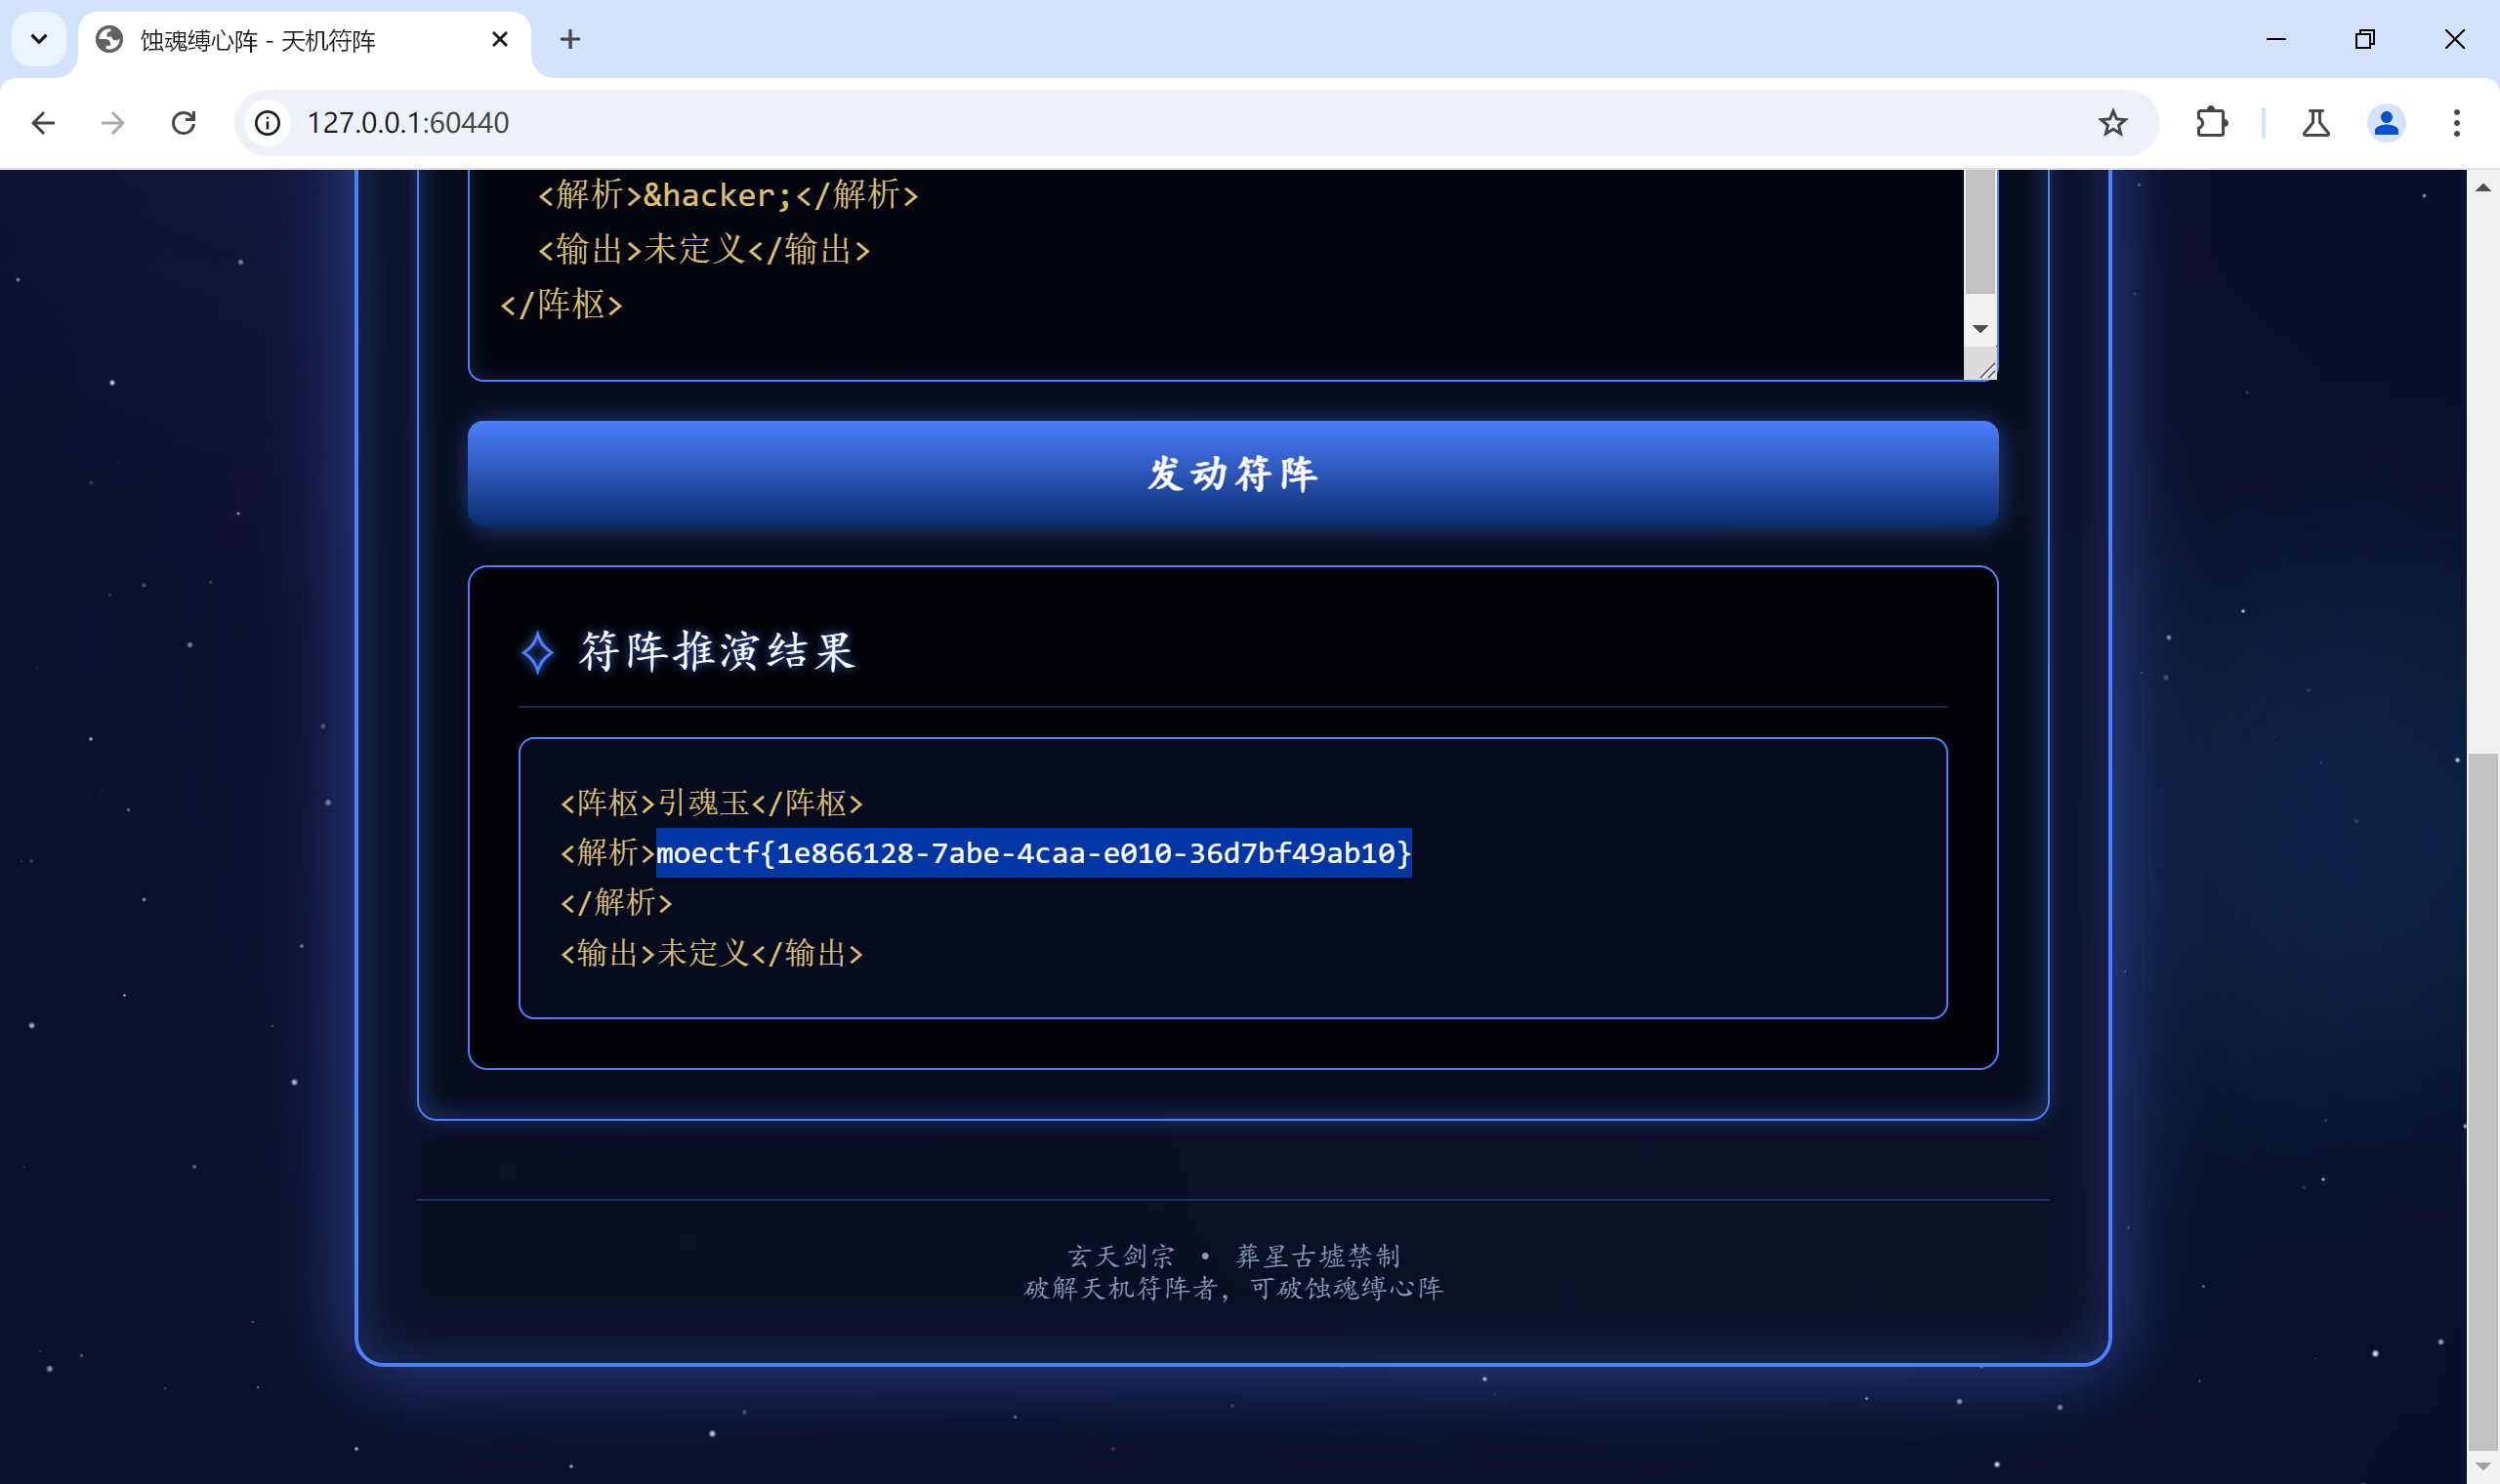 蚀魂缚心阵 - 天机符阵
127.0.0.1:60440
<解析>&hacker;</解析>
<输出>未定义</输出>
</阵枢>
发动符阵
✧ 符阵推演结果
<阵枢>引魂玉</阵枢>
<解析>moectf{1e866128-7abe-4caa-e010-36d7bf49ab10}
</解析>
<输出>未定义</输出>
玄天剑宗 • 葬星古墟禁制
破解天机符阵者，可破蚀魂缚心阵